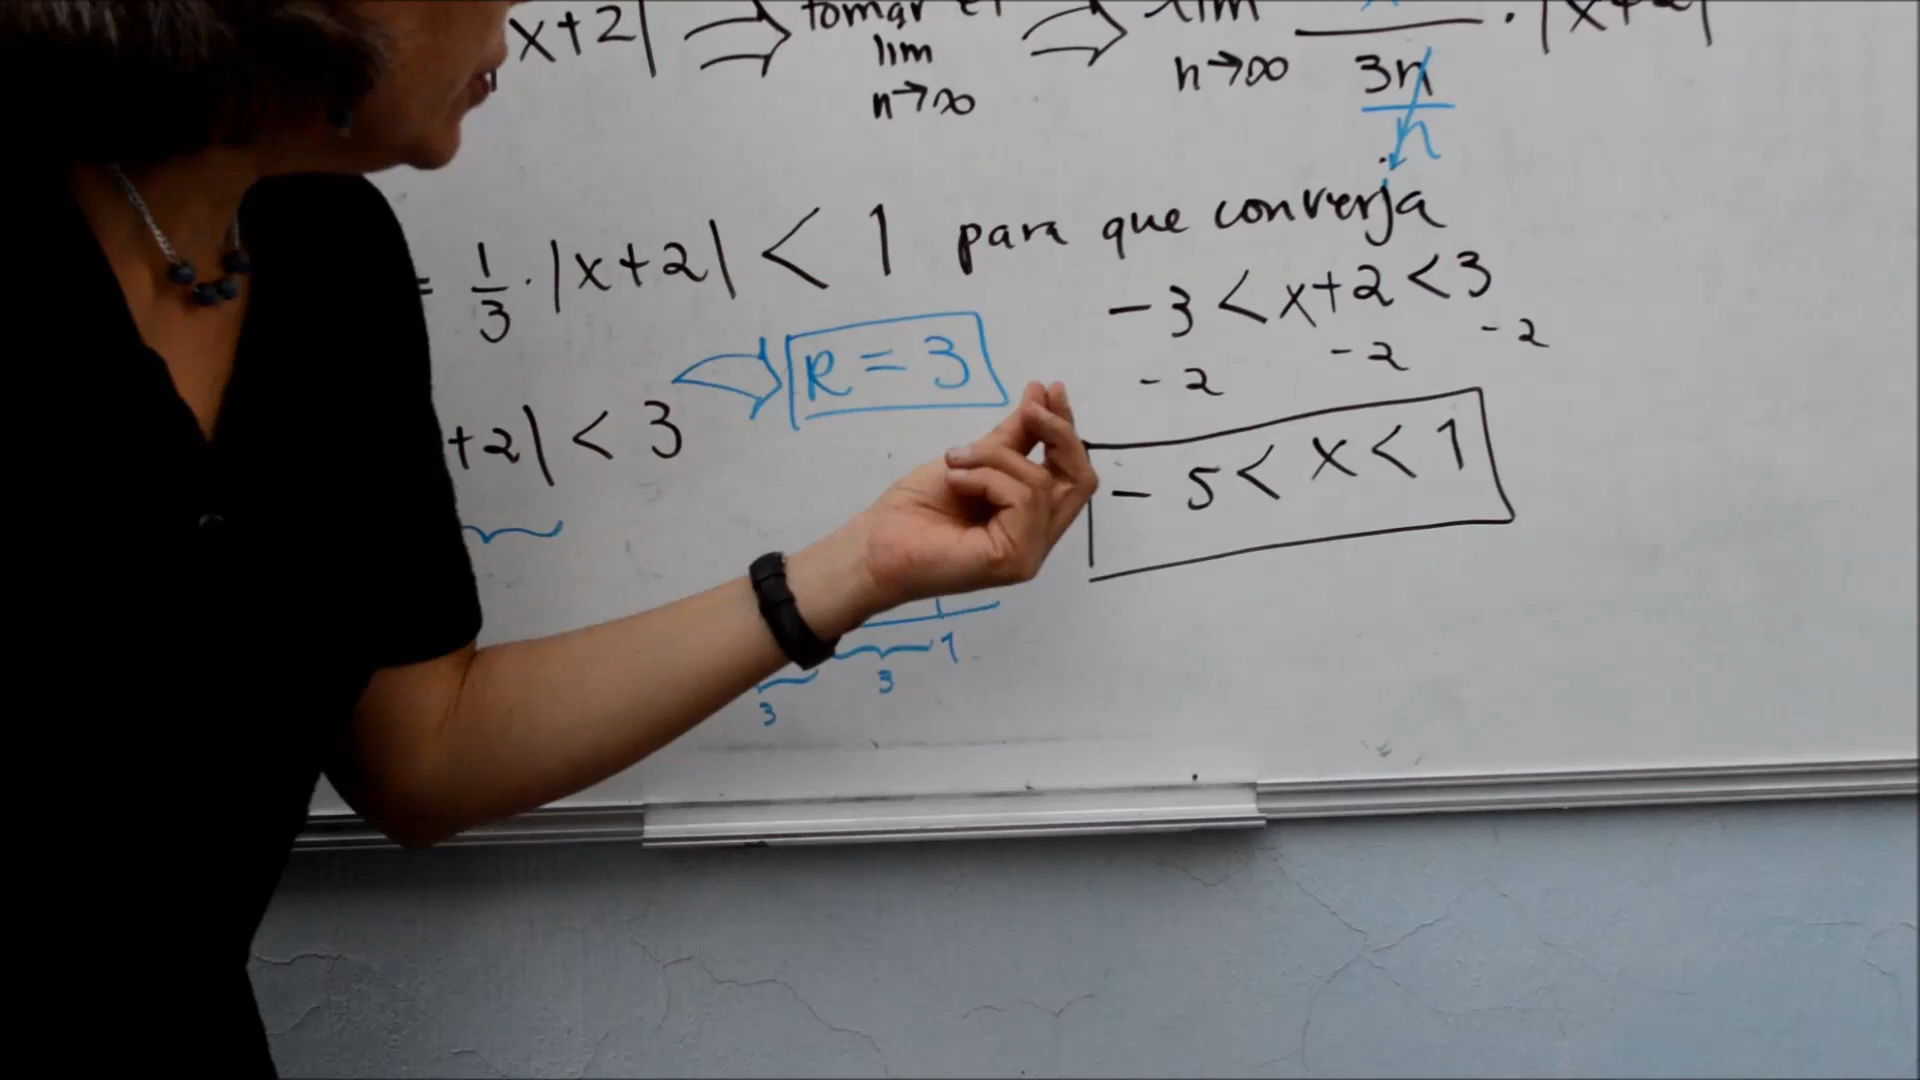 x+2| ⇒ tomar el ⇒ lim
lim
n→∞
n→∞
3n
n
· |x+2|
= 1/3 · |x+2| < 1 para que converja
-3 < x+2 < 3
-2 -2 -2
⇒ R = 3
+2| < 3
-5 < x < 1
1
3
3